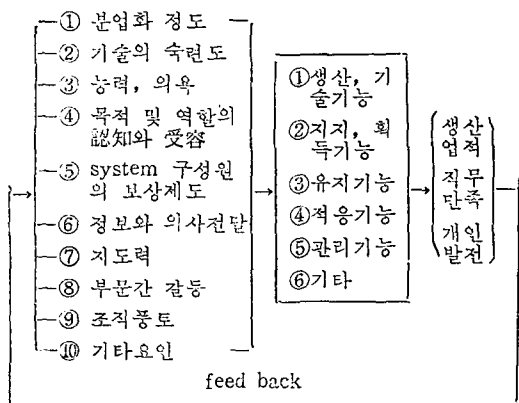 ① 분업화 정도
② 기술의 숙련도
③ 능력, 의욕
④ 목적 및 역할의
認知와 受容
⑤ system 구성원
의 보상제도
⑥ 정보와 의사전달
⑦ 지도력
⑧ 부문간 갈등
⑨ 조직풍토
⑩ 기타요인
①생산, 기
술기능
②지지, 획
득기능
③유지기능
④적응기능
⑤관리기능
⑥기타
생산
업적
직무
만족
개인
발전
feed back